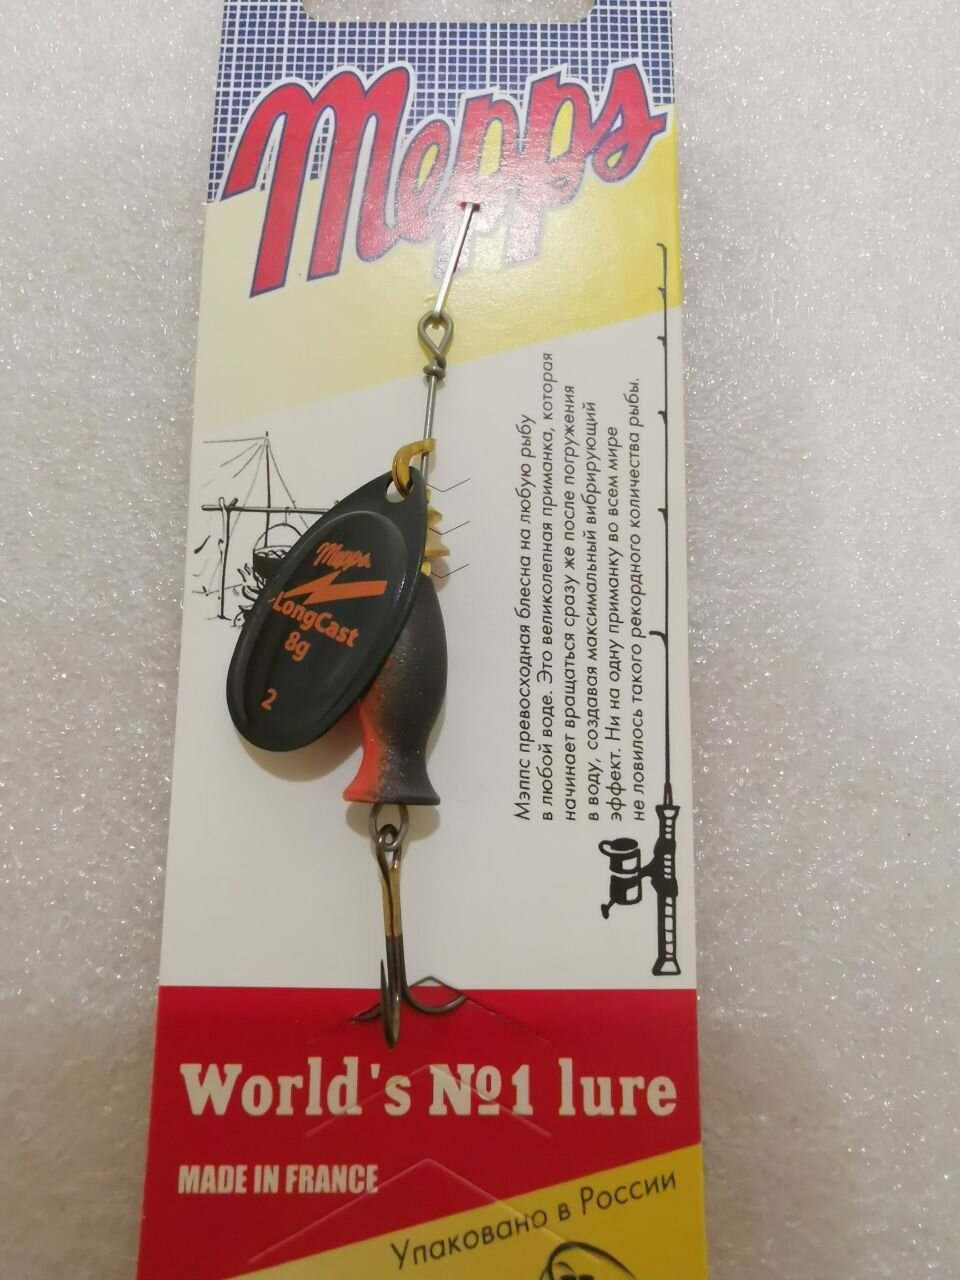 Mepps
Mepps
LongCast
8g
2
Мэппс превосходная блесна на любую рыбу
в любой воде. Это великолепная приманка, которая
начинает вращаться сразу же после погружения
в воду, создавая максимальный вибрирующий
эффект. Ни на одну приманку во всем мире
не ловилось такого рекордного количества рыбы.
World's №1 lure
MADE IN FRANCE
Упаковано в России